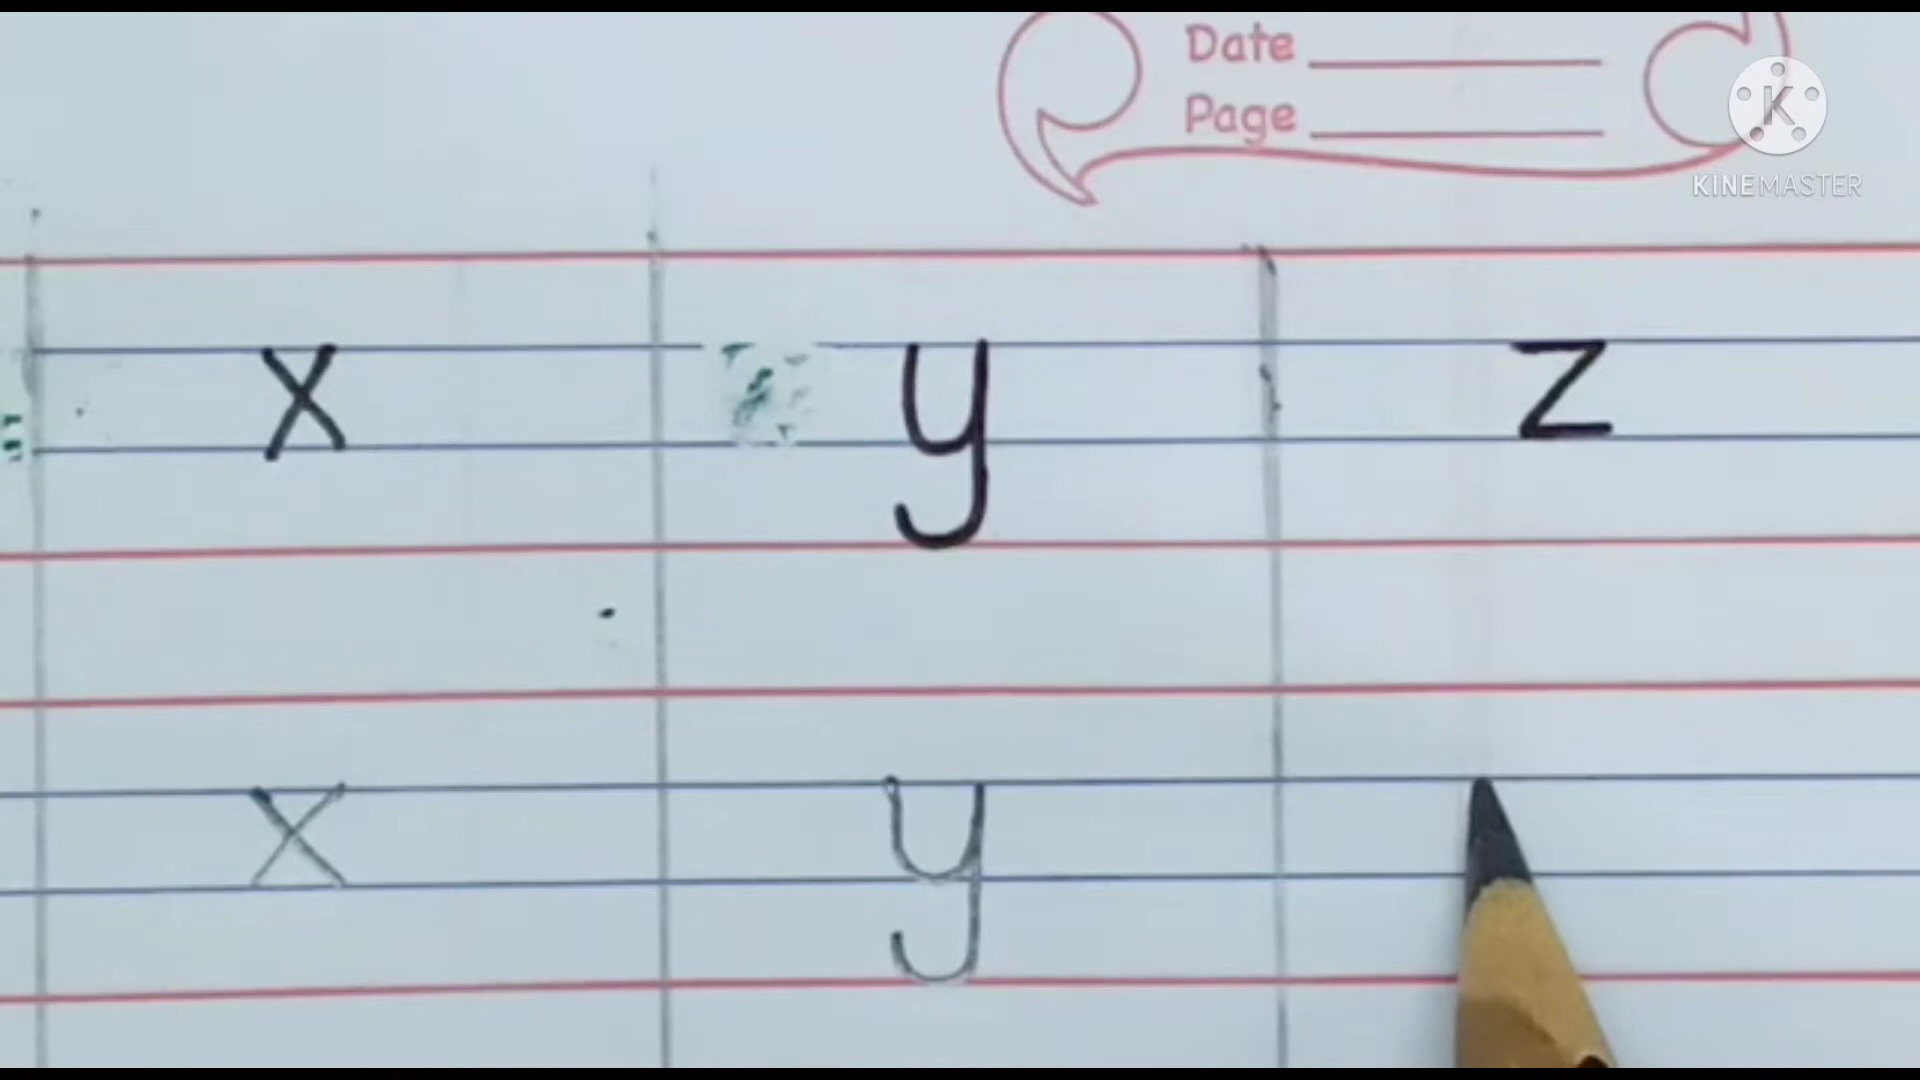 Date
Page
K
KINEMASTER
x y z
x y